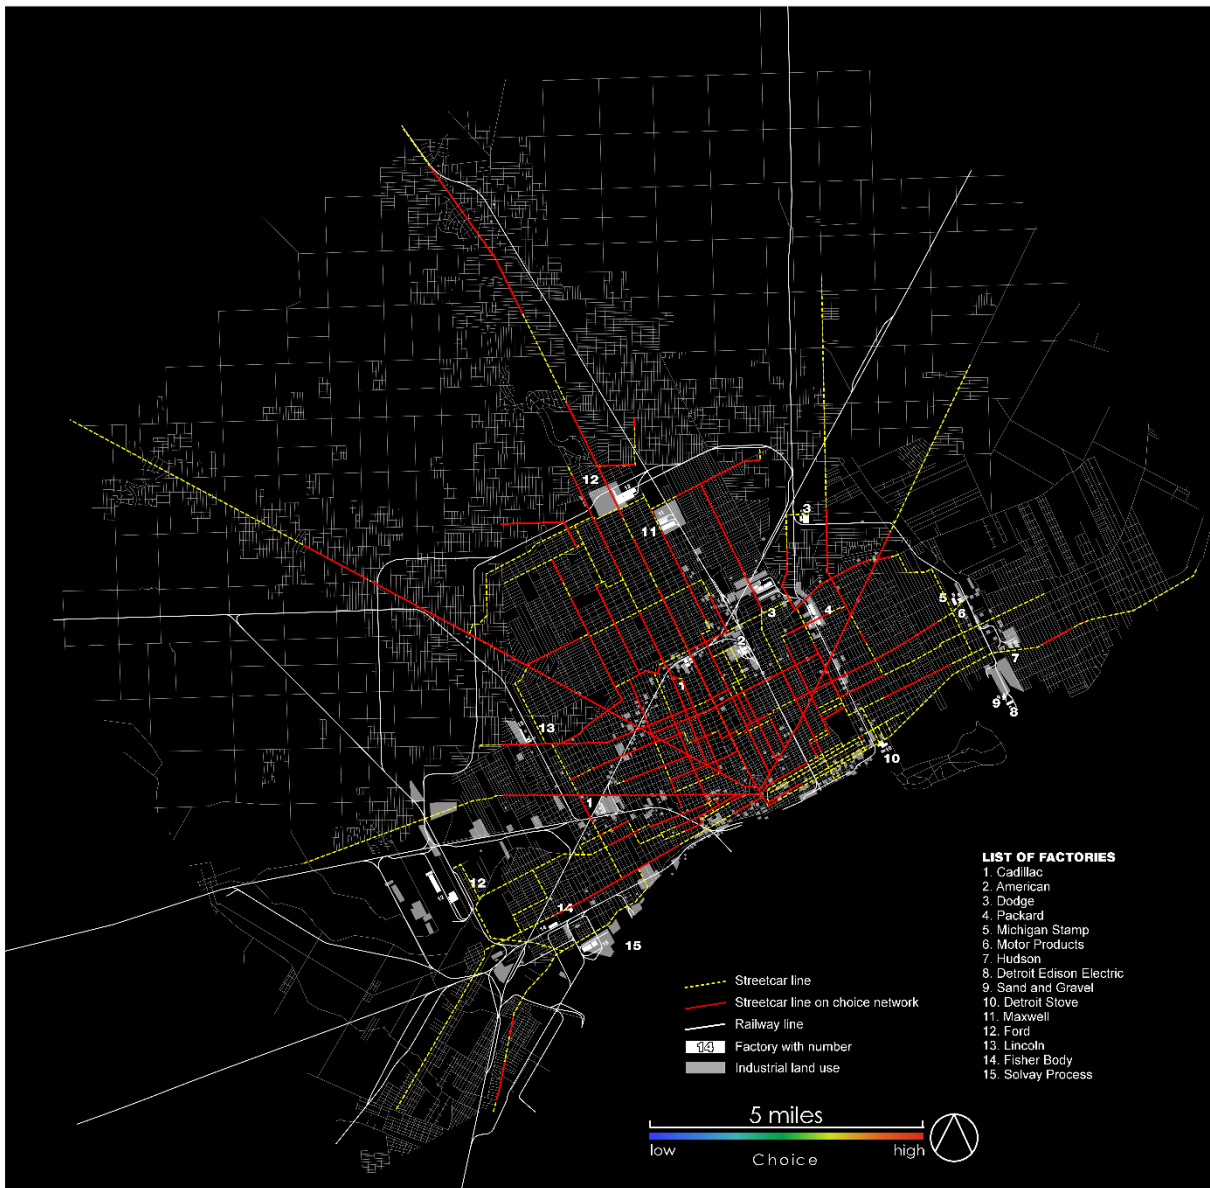 12
11
3
3
4
5
6
2
1
7
9
8
13
10
1
12
14
14
15
LIST OF FACTORIES
1. Cadillac
2. American
3. Dodge
4. Packard
5. Michigan Stamp
6. Motor Products
7. Hudson
8. Detroit Edison Electric
9. Sand and Gravel
10. Detroit Stove
11. Maxwell
12. Ford
13. Lincoln
14. Fisher Body
15. Solvay Process
Streetcar line
Streetcar line on choice network
Railway line
14 Factory with number
Industrial land use
5 miles
low high
Choice